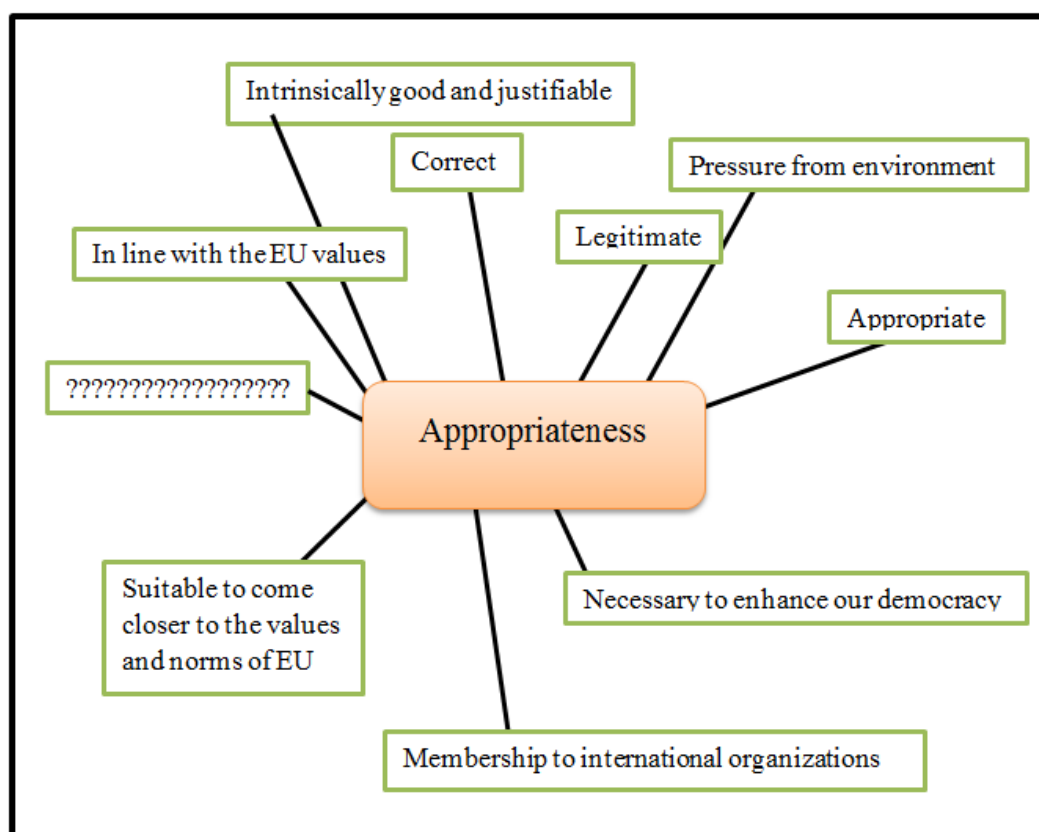 Intrinsically good and justifiable
Correct
Pressure from environment
Legitimate
In line with the EU values
Appropriate
??????????????????
Appropriateness
Suitable to come
closer to the values
and norms of EU
Necessary to enhance our democracy
Membership to international organizations